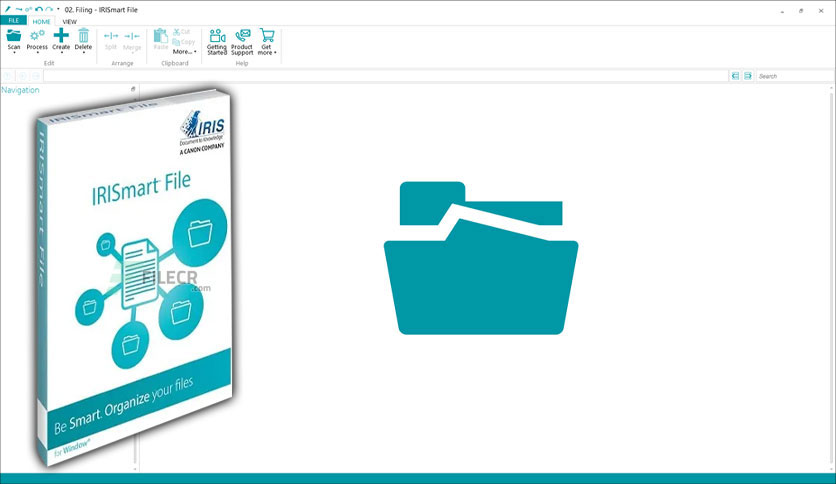 02. Filing - IRISmart File
FILE HOME VIEW
Scan Process Create Delete Split Merge Paste Cut
Copy
More... Getting Started Product Support Get more
Edit Arrange Clipboard Help
Search
Navigation
IRISmart File
IRISmart File
IRIS
Document to Knowledge
A CANON COMPANY
IRISmart File
FILECR
.com
Be Smart. Organize your files
for Windows®